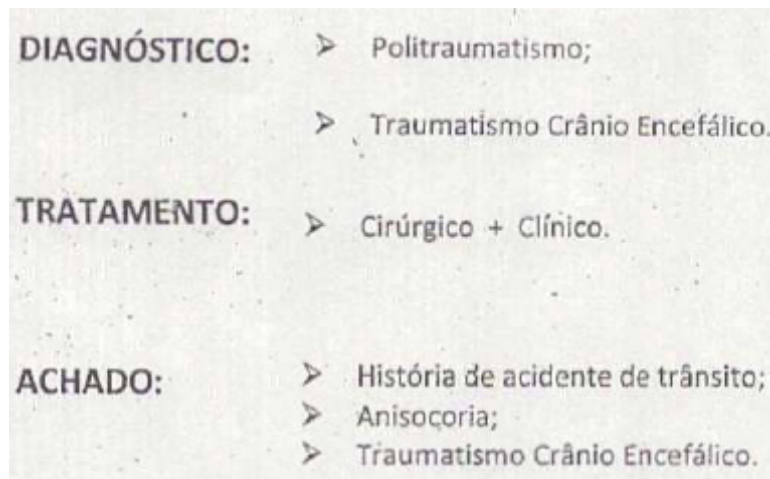 DIAGNÓSTICO: ➢ Politraumatismo;
➢ Traumatismo Crânio Encefálico.
TRATAMENTO: ➢ Cirúrgico + Clínico.
ACHADO: ➢ História de acidente de trânsito;
➢ Anisocoria;
➢ Traumatismo Crânio Encefálico.